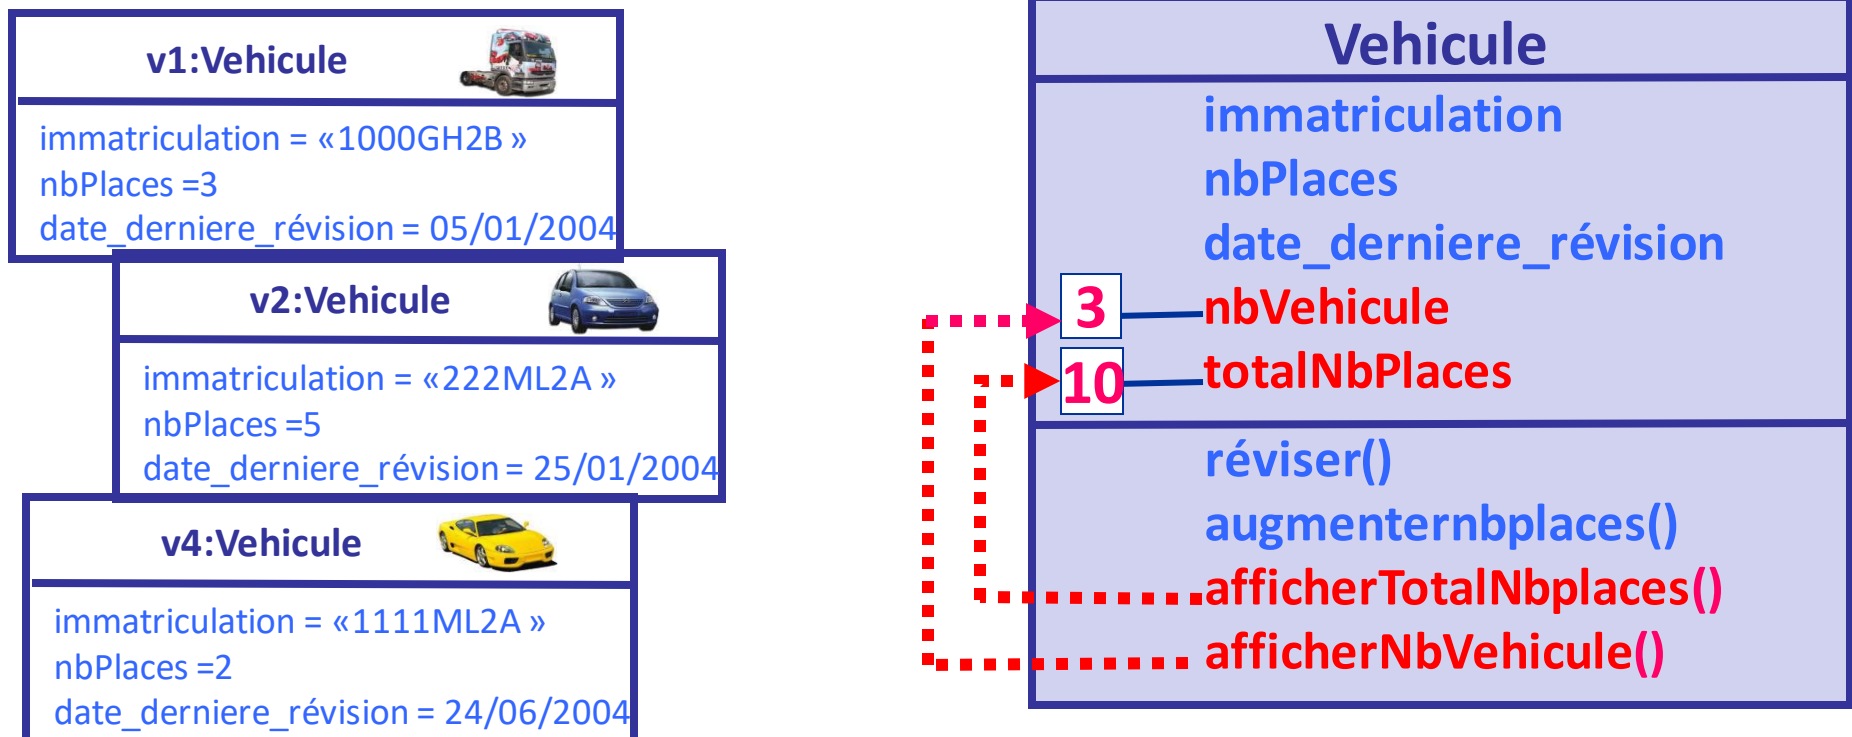 v1:Vehicule
immatriculation = «1000GH2B »
nbPlaces =3
date_derniere_révision = 05/01/2004
v2:Vehicule
immatriculation = «222ML2A »
nbPlaces =5
date_derniere_révision = 25/01/2004
v4:Vehicule
immatriculation = «1111ML2A »
nbPlaces =2
date_derniere_révision = 24/06/2004
Vehicule
immatriculation
nbPlaces
date_derniere_révision
3 nbVehicule
10 totalNbPlaces
réviser()
augmenternbplaces()
afficherTotalNbplaces()
afficherNbVehicule()